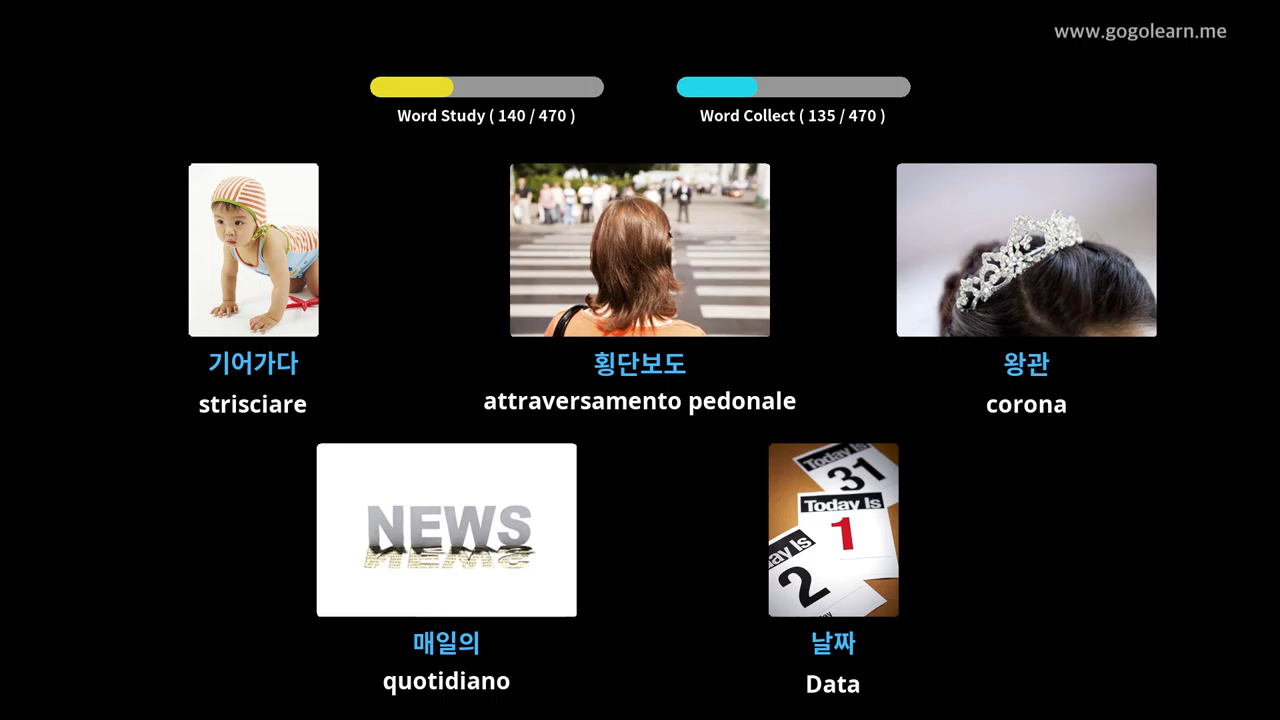 www.gogolearn.me
Word Study ( 140 / 470 )
Word Collect ( 135 / 470 )
기어가다
strisciare
횡단보도
attraversamento pedonale
왕관
corona
NEWS
매일의
quotidiano
Today Is
31
Today Is
1
ay Is
2
날짜
Data